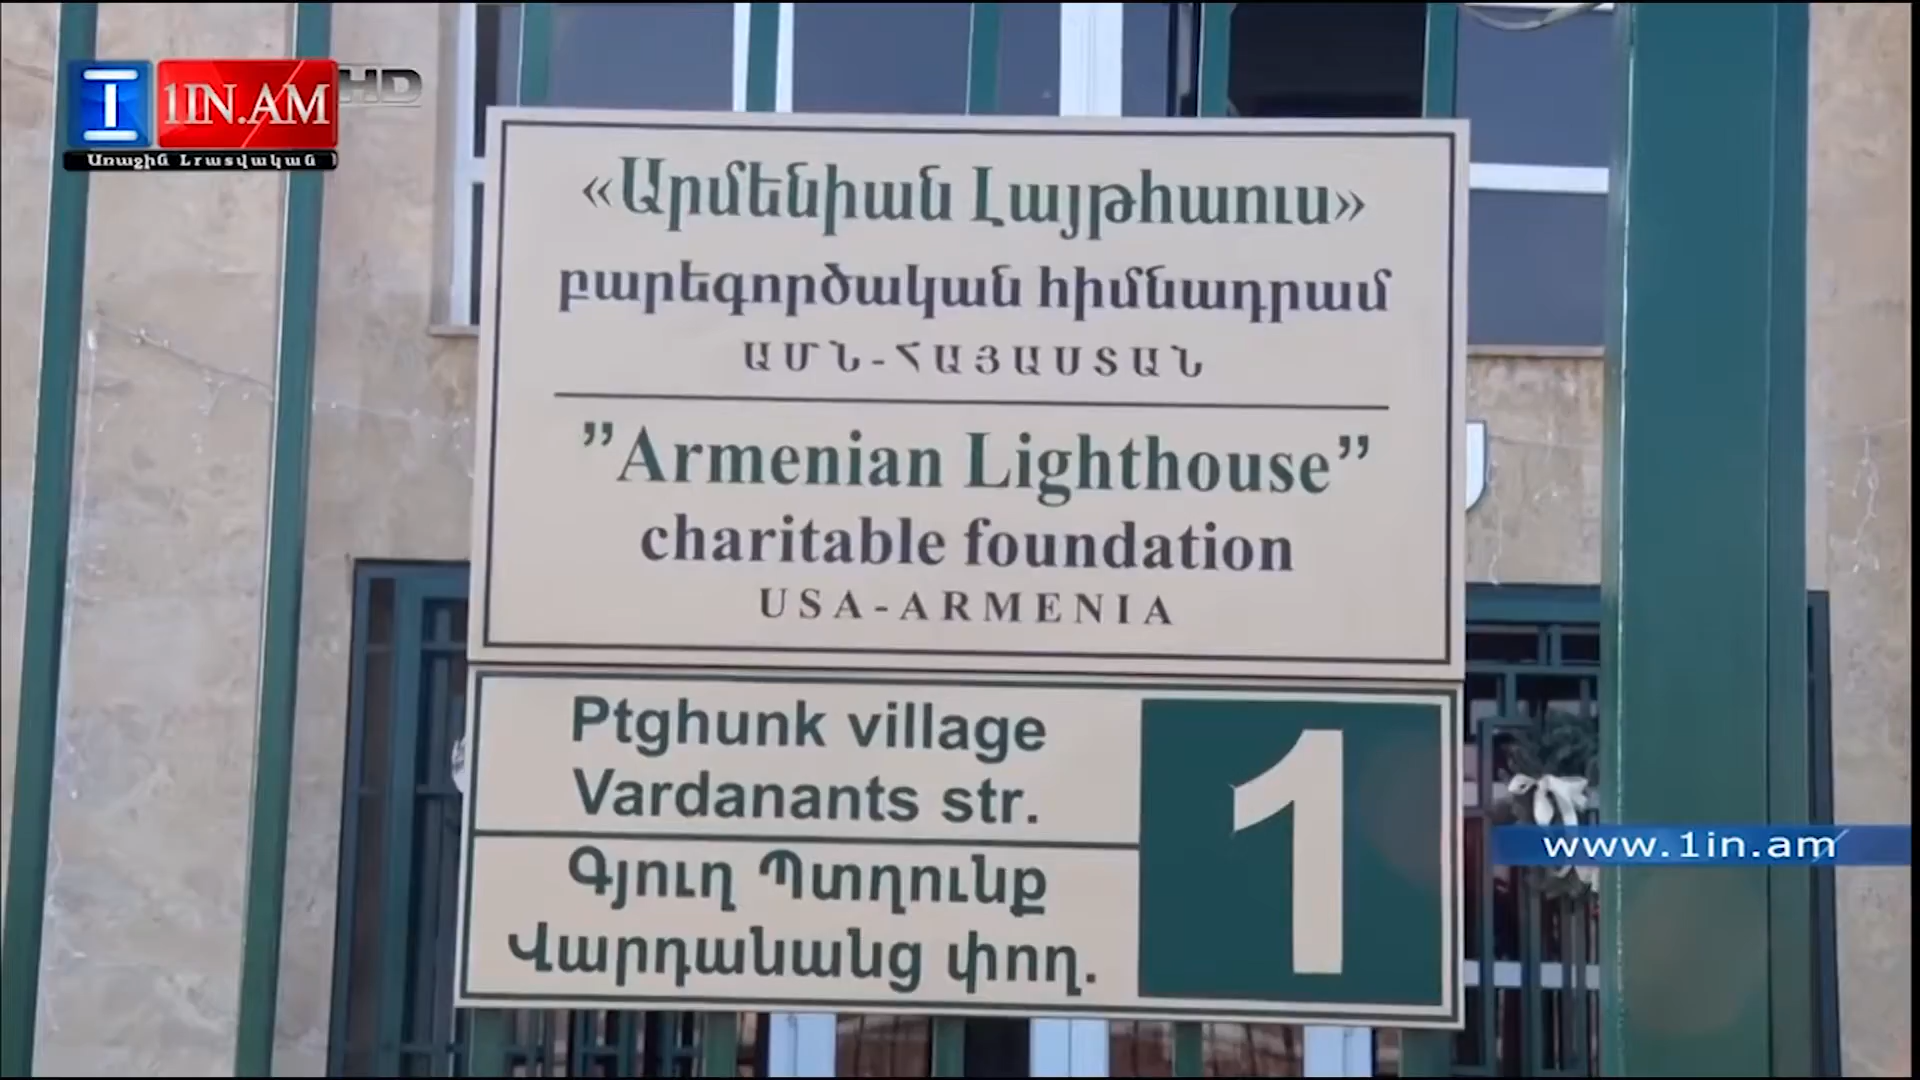 1IN.AM HD
Առաջին Լրատվական
«Արմենիան Լայթհաուս»
բարեգործական հիմնադրամ
ԱՄՆ-ՀԱՅԱՍՏԱՆ
”Armenian Lighthouse”
charitable foundation
USA-ARMENIA
Ptghunk village
Vardanants str.
1
Գյուղ Պտղունք
Վարդանանց փող.
www.1in.am